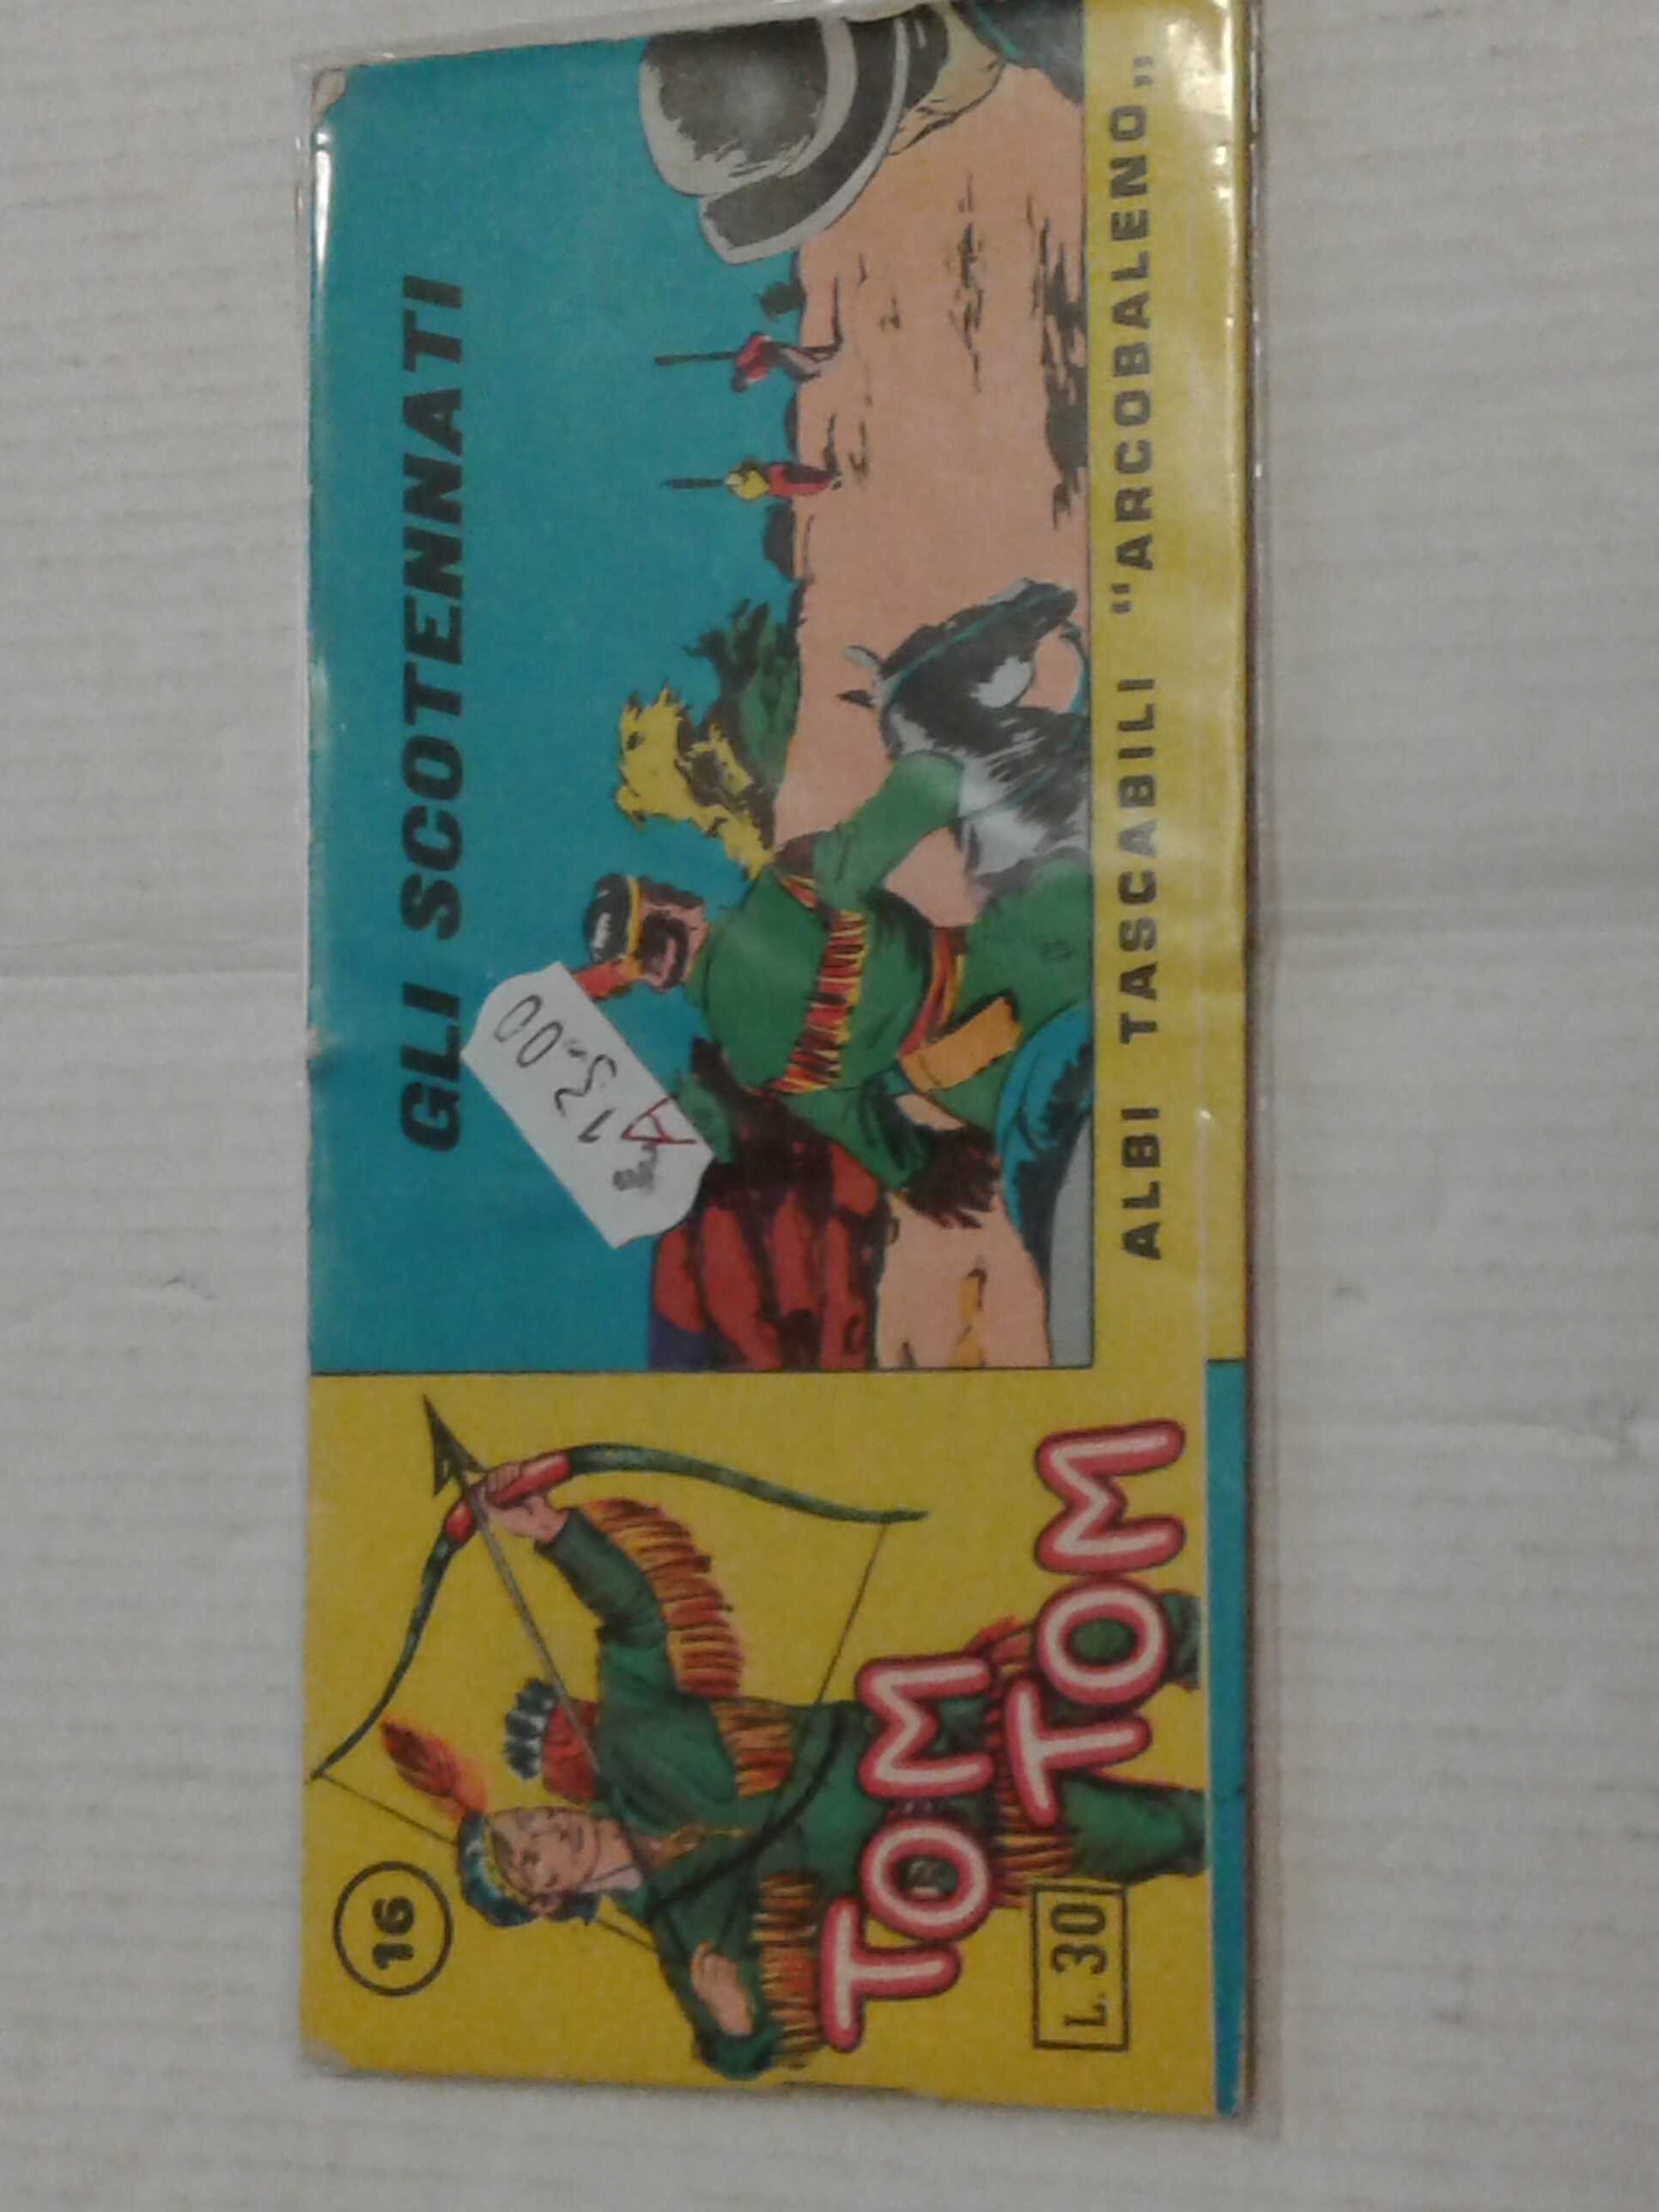 16
TOM
TOM
L. 30
GLI SCOTENNATI
A
13.00
ALBI TASCABILI "ARCOBALENO„